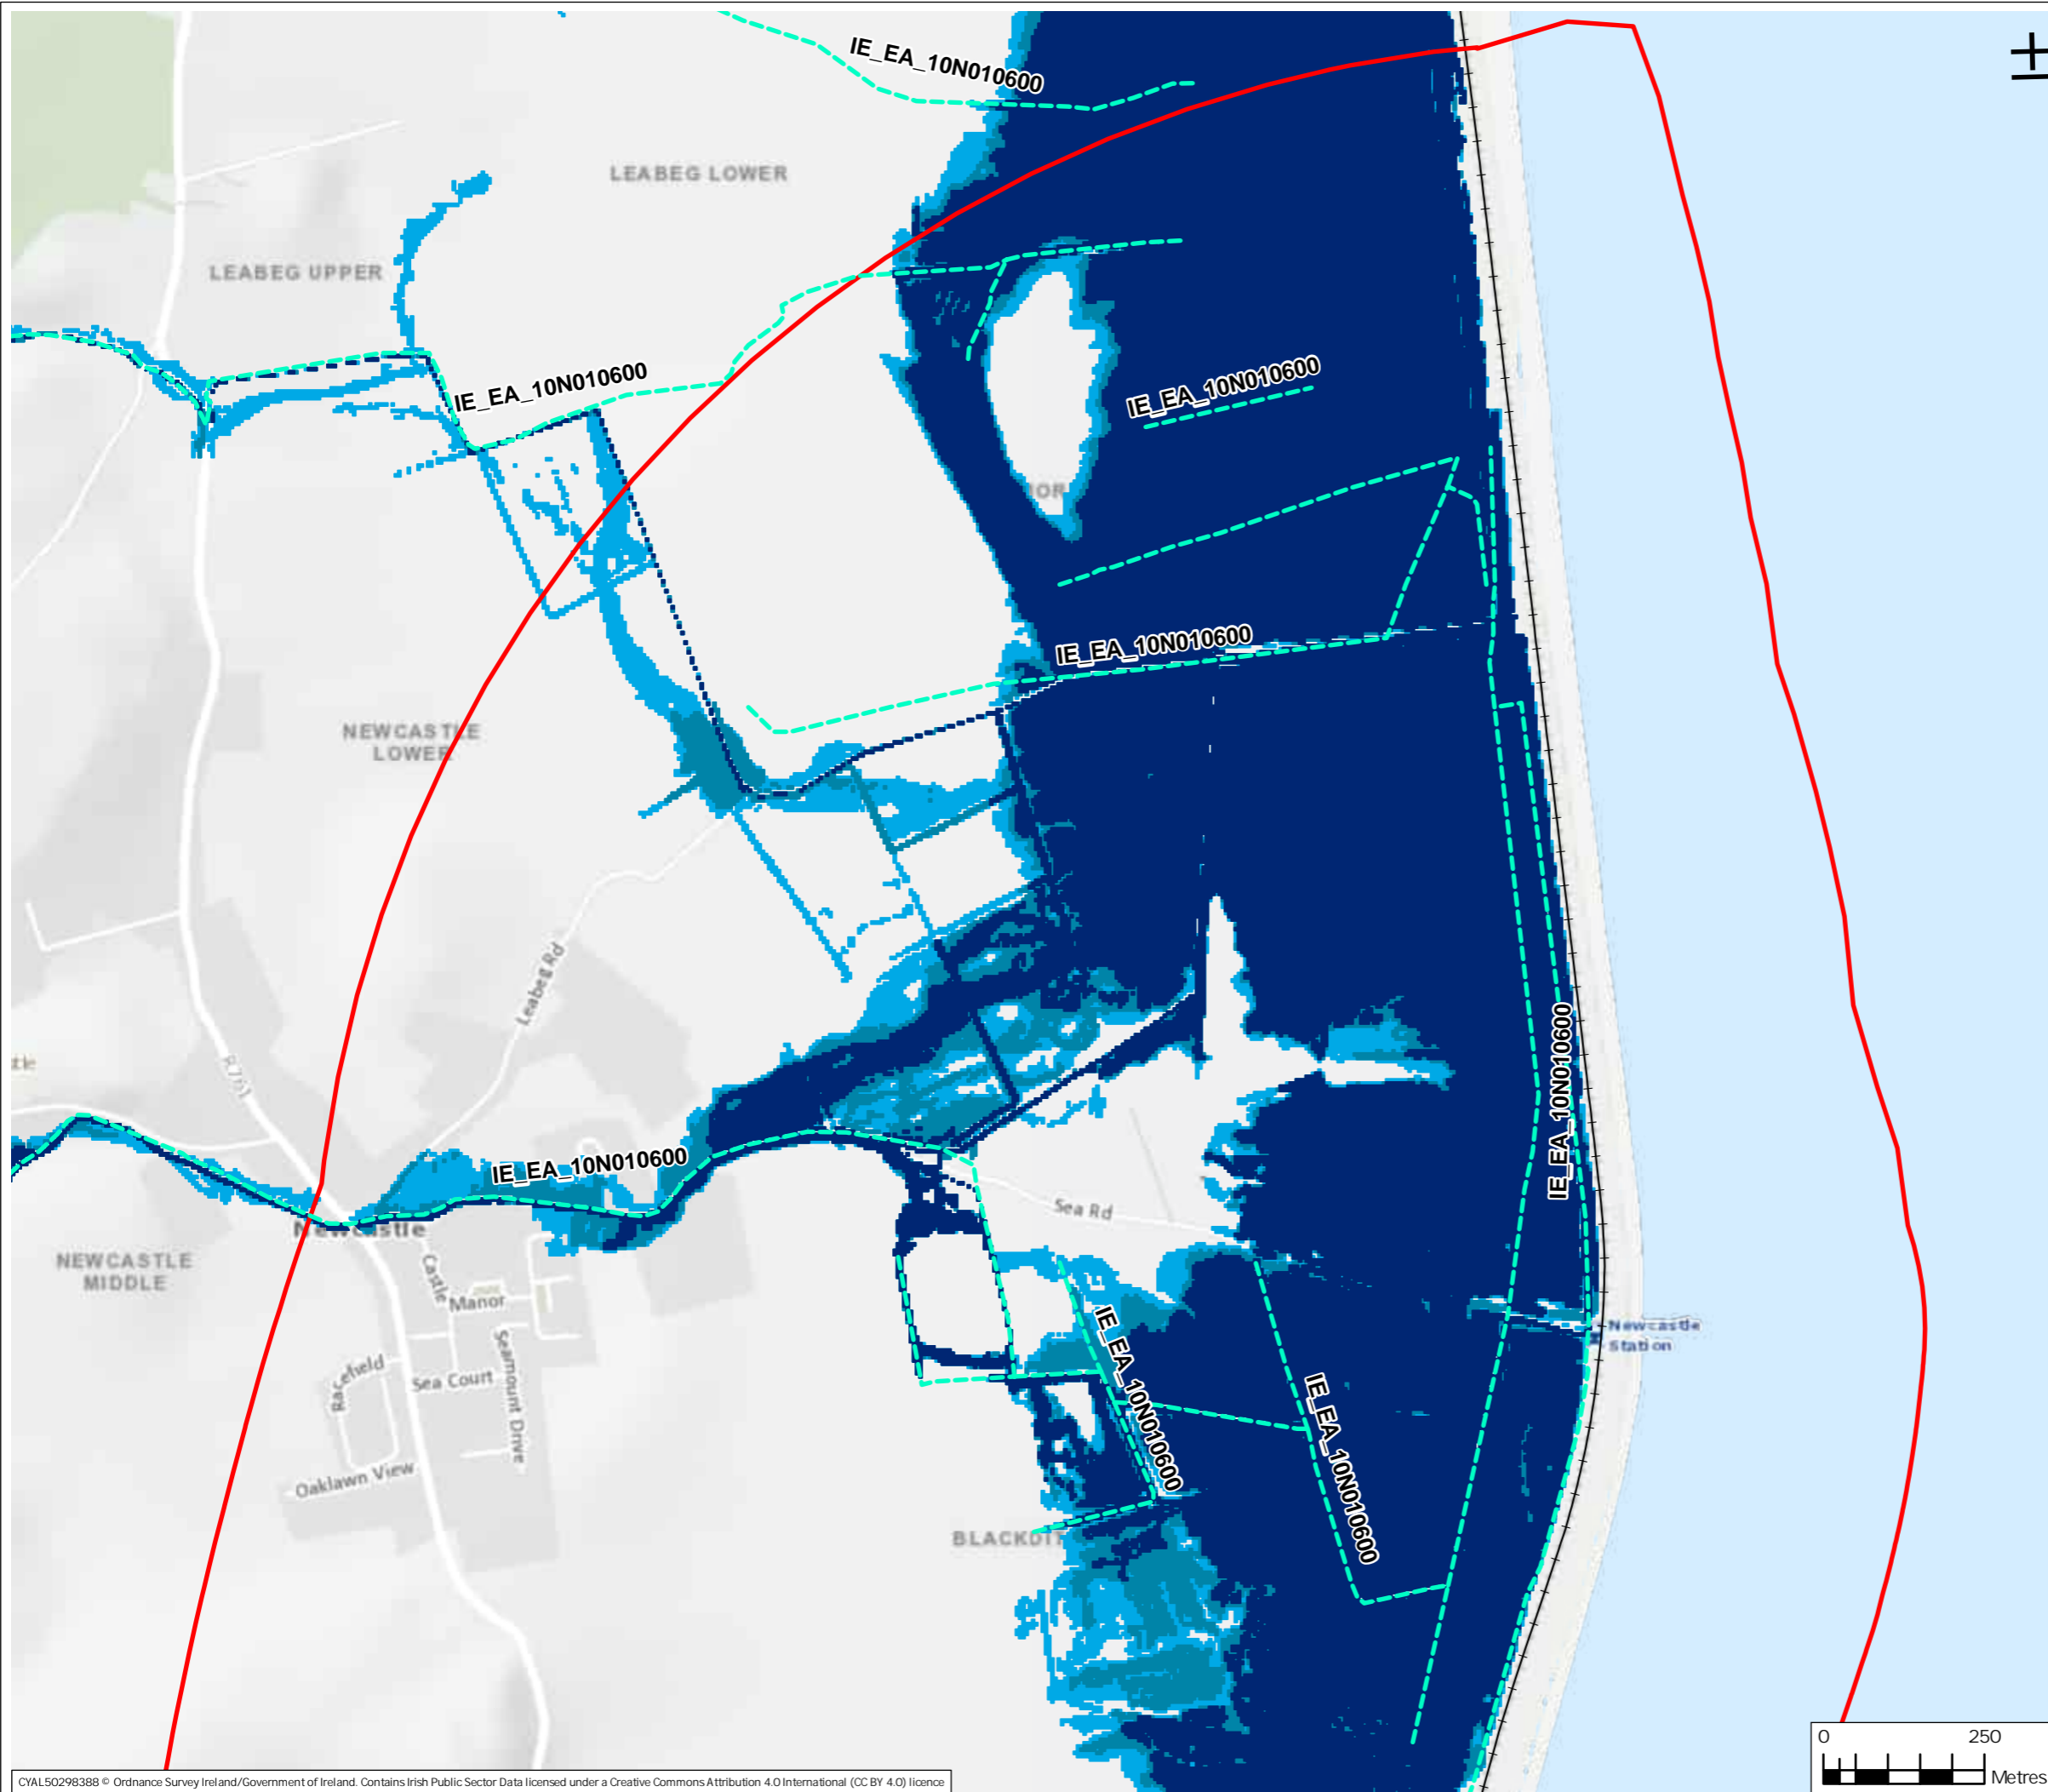 IE_EA_10N010600
LEABEG LOWER
LEABEG UPPER
IE_EA_10N010600
IE_EA_10N010600
IE_EA_10N010600
NEWCASTLE
LOWER
Leabeg Rd
IE_EA_10N010600
R761
IE_EA_10N010600
Sea Rd
Newcastle
NEWCASTLE
MIDDLE
Castle
Manor
Newcastle
Station
IE_EA_10N010600
Racefield
Sea Court
Seamount Drive
IE_EA_10N010600
Oaklawn View
0 250
Metres
CYAL50298388 © Ordnance Survey Ireland/Government of Ireland. Contains Irish Public Sector Data licensed under a Creative Commons Attribution 4.0 International (CC BY 4.0) licence